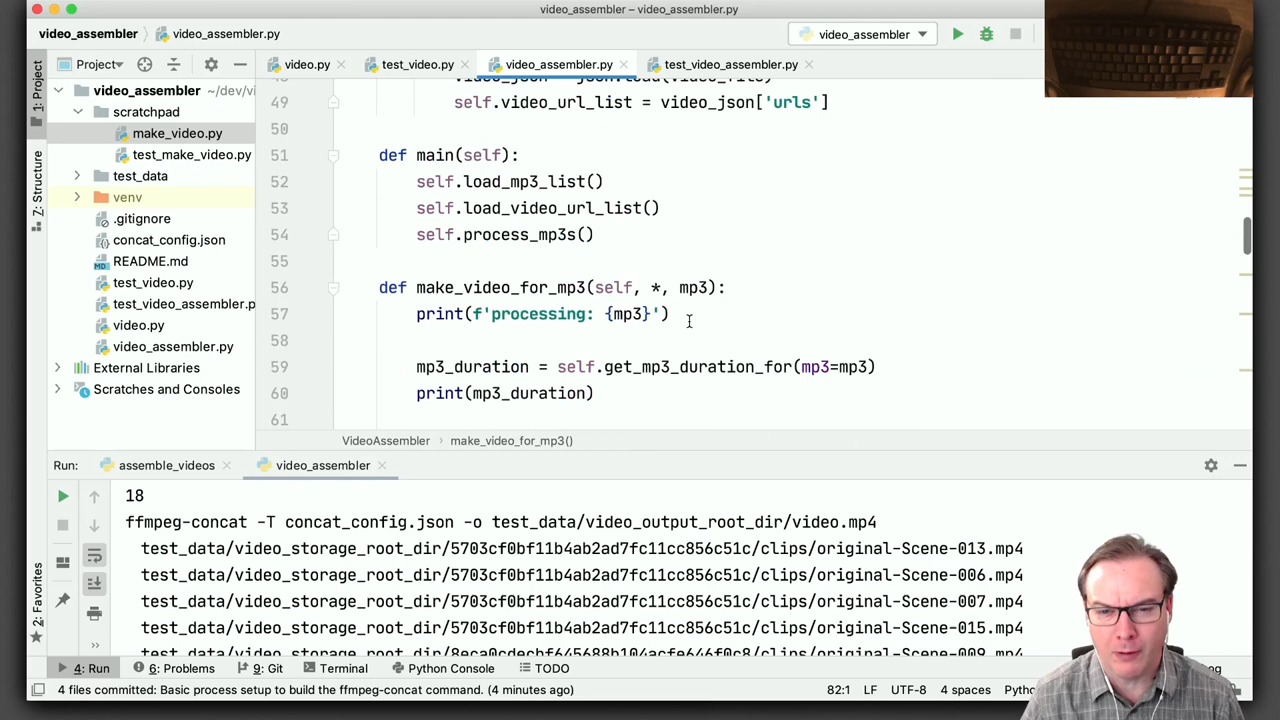 video_assembler – video_assembler.py
video_assembler
video_assembler.py
video_assembler
1: Project
Project
video.py
test_video.py
video_assembler.py
test_video_assembler.py
video_assembler ~/dev/vi
scratchpad
make_video.py
test_make_video.py
test_data
venv
.gitignore
concat_config.json
README.md
test_video.py
test_video_assembler.p
video.py
video_assembler.py
External Libraries
Scratches and Consoles
Z: Structure
2: Favorites
49 self.video_url_list = video_json['urls']
50
51 def main(self):
52 self.load_mp3_list()
53 self.load_video_url_list()
54 self.process_mp3s()
55
56 def make_video_for_mp3(self, *, mp3):
57 print(f'processing: {mp3}')
58
59 mp3_duration = self.get_mp3_duration_for(mp3=mp3)
60 print(mp3_duration)
61
VideoAssembler › make_video_for_mp3()
Run: assemble_videos video_assembler
18
ffmpeg-concat -T concat_config.json -o test_data/video_output_root_dir/video.mp4
test_data/video_storage_root_dir/5703cf0bf11b4ab2ad7fc11cc856c51c/clips/original-Scene-013.mp4
test_data/video_storage_root_dir/5703cf0bf11b4ab2ad7fc11cc856c51c/clips/original-Scene-006.mp4
test_data/video_storage_root_dir/5703cf0bf11b4ab2ad7fc11cc856c51c/clips/original-Scene-007.mp4
test_data/video_storage_root_dir/5703cf0bf11b4ab2ad7fc11cc856c51c/clips/original-Scene-015.mp4
4: Run 6: Problems 9: Git Terminal Python Console TODO
4 files committed: Basic process setup to build the ffmpeg-concat command. (4 minutes ago) 82:1 LF UTF-8 4 spaces